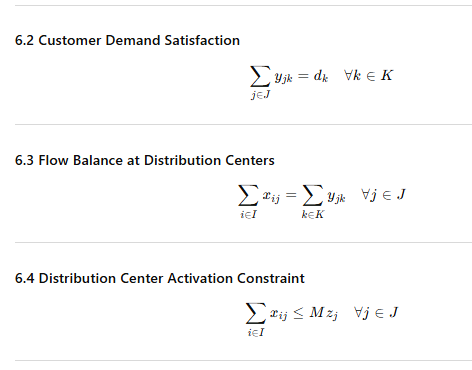 6.2 Customer Demand Satisfaction
∑_{j∈J} y_{jk} = d_k ∀k ∈ K
6.3 Flow Balance at Distribution Centers
∑_{i∈I} x_{ij} = ∑_{k∈K} y_{jk} ∀j ∈ J
6.4 Distribution Center Activation Constraint
∑_{i∈I} x_{ij} ≤ M z_j ∀j ∈ J